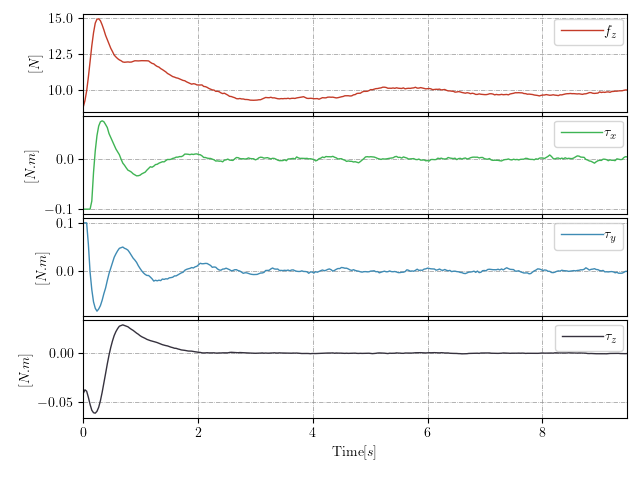 15.0
12.5
10.0
[N]
f_z
0.0
−0.1
[N.m]
τ_x
0.1
0.0
[N.m]
τ_y
0.00
−0.05
[N.m]
τ_z
0 2 4 6 8
Time[s]